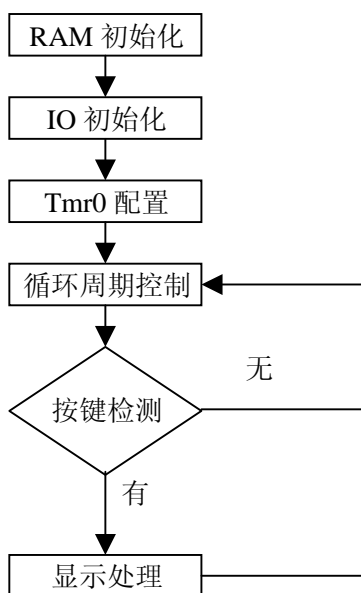 RAM 初始化
IO 初始化
Tmr0 配置
循环周期控制
无
按键检测
有
显示处理